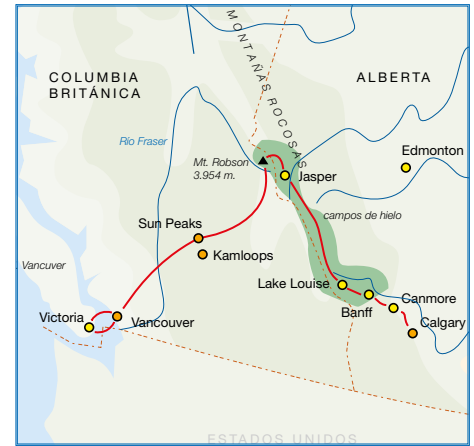 MONTAÑAS ROCOSAS
COLUMBIA
BRITÁNICA
ALBERTA
Río Fraser
Edmonton
Mt. Robson
3.954 m.
Jasper
campos de hielo
Sun Peaks
Kamloops
Vancuver
Lake Louise
Canmore
Banff
Victoria
Vancouver
Calgary
ESTADOS UNIDOS